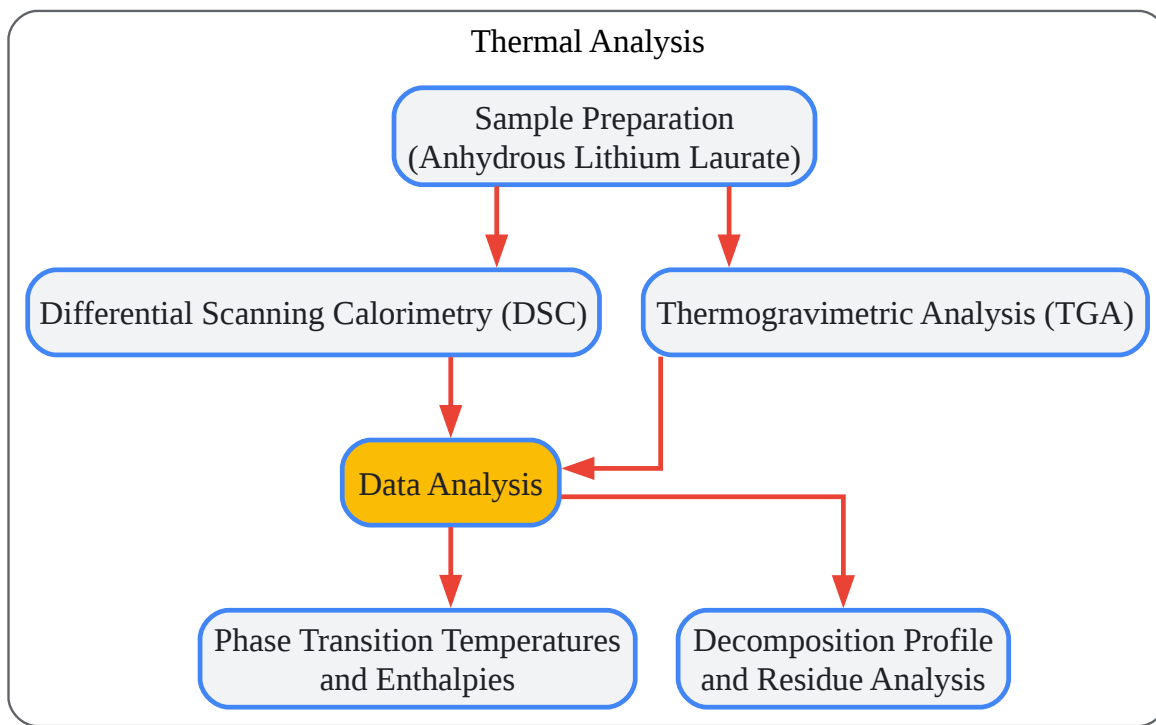 Thermal Analysis
Sample Preparation
(Anhydrous Lithium Laurate)
Differential Scanning Calorimetry (DSC)
Thermogravimetric Analysis (TGA)
Data Analysis
Phase Transition Temperatures
and Enthalpies
Decomposition Profile
and Residue Analysis